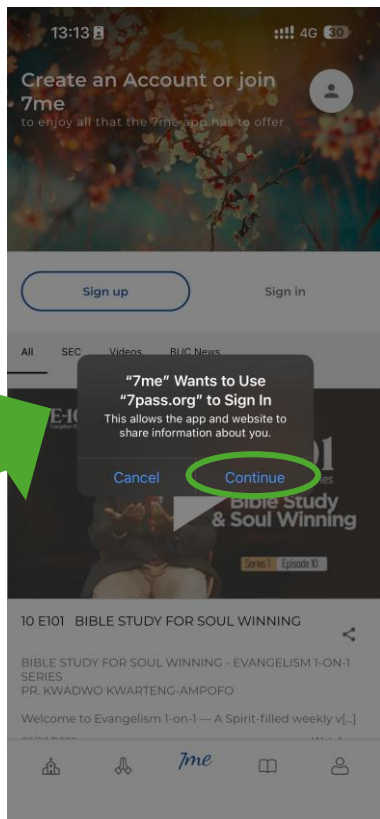 13:13
4G 30
Create an Account or join
7me
to enjoy all that the 7me app has to offer
Sign up
Sign in
All SEC Videos BUC News
"7me" Wants to Use
"7pass.org" to Sign In
This allows the app and website to
share information about you.
Cancel
Continue
Bible Study
& Soul Winning
Series 1 Episode 10
10 E101 BIBLE STUDY FOR SOUL WINNING
BIBLE STUDY FOR SOUL WINNING - EVANGELISM 1-ON-1
SERIES
PR. KWADWO KWARTENG-AMPOFO
Welcome to Evangelism 1-on-1 — A Spirit-filled weekly v[...]
7me